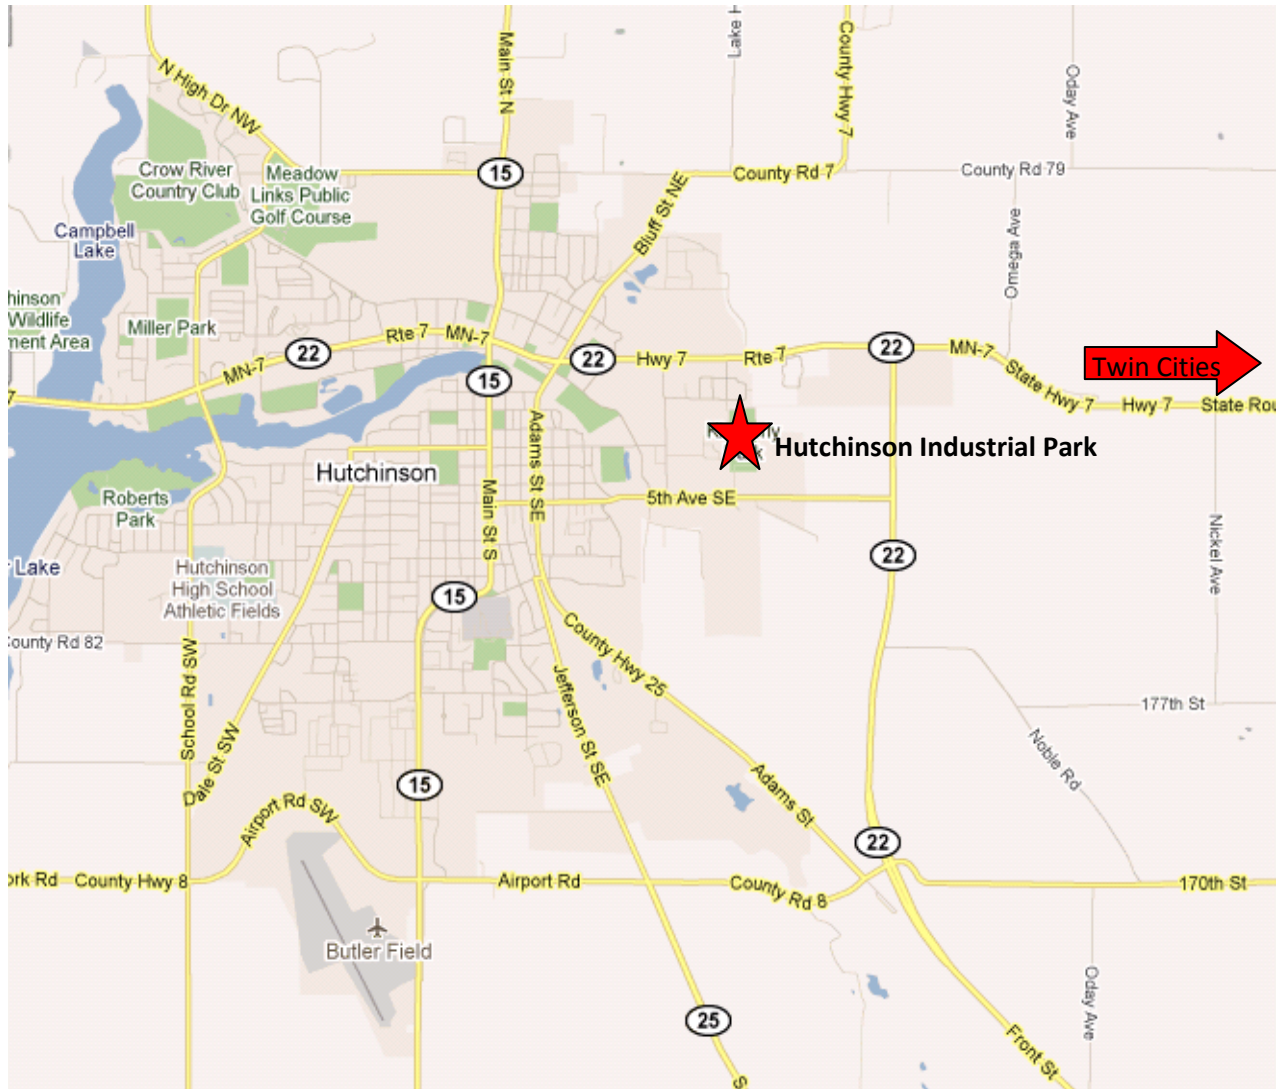 Main St N
Lake H
County Hwy 7
Oday Ave
N High Dr NW
15
Crow River
Country Club
Meadow
Links Public
Golf Course
County Rd 7
County Rd 79
Bluff St NE
Omega Ave
Campbell
Lake
hinson
Wildlife
ment Area
Miller Park
22
Rte 7
MN-7
MN-7
15
22
Hwy 7
Rte 7
22
MN-7
State Hwy 7
Hwy 7
State Rou
Twin Cities
7
Hutchinson Industrial Park
Hutchinson
Adams St SE
Main St S
5th Ave SE
Roberts
Park
Lake
Hutchinson
High School
Athletic Fields
22
Nickel Ave
15
County Rd 82
County Hwy 25
School Rd SW
Dale St SW
Jefferson St SE
177th St
Noble Rd
15
Airport Rd SW
Adams St
22
ork Rd
County Hwy 8
Airport Rd
County Rd 8
170th St
Butler Field
25
Oday Ave
Front St
S